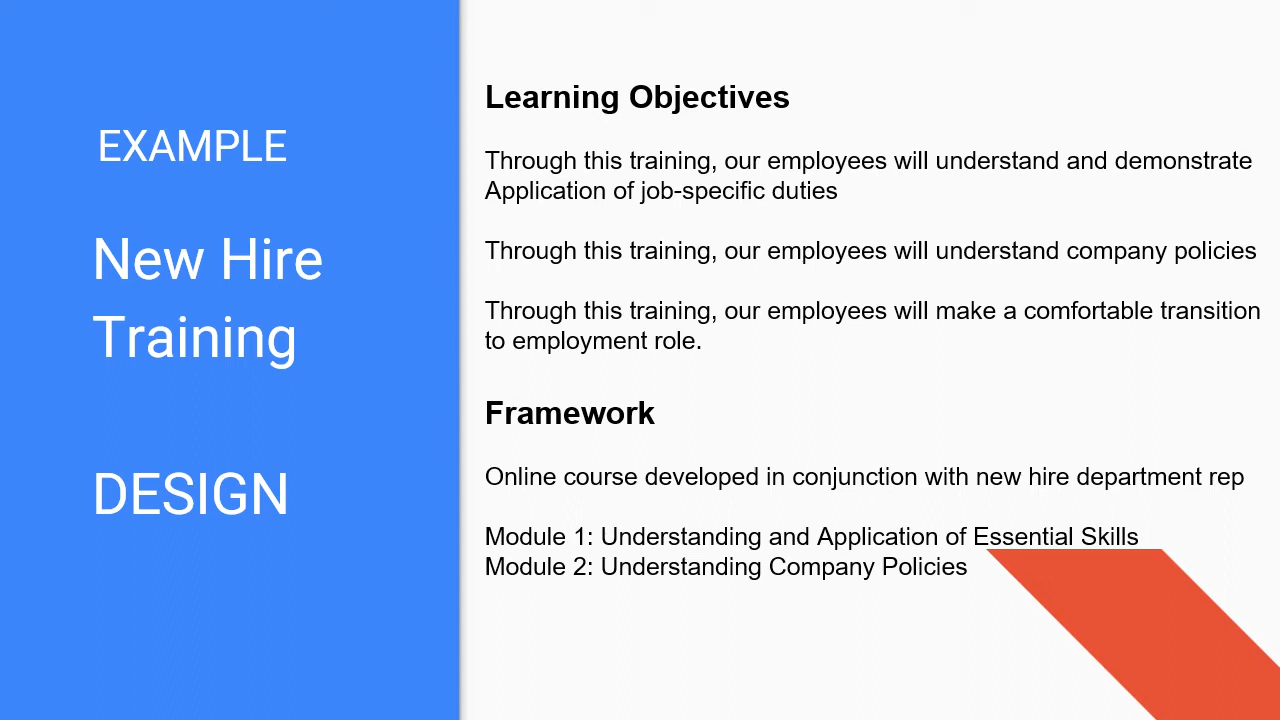 EXAMPLE
New Hire
Training
DESIGN
Learning Objectives
Through this training, our employees will understand and demonstrate
Application of job-specific duties
Through this training, our employees will understand company policies
Through this training, our employees will make a comfortable transition
to employment role.
Framework
Online course developed in conjunction with new hire department rep
Module 1: Understanding and Application of Essential Skills
Module 2: Understanding Company Policies